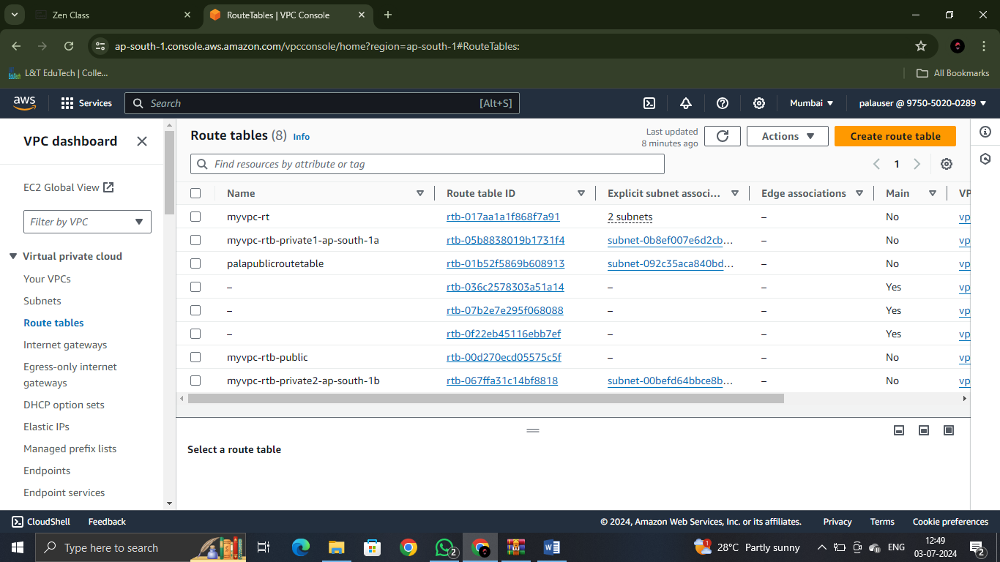 Zen Class
RouteTables | VPC Console
ap-south-1.console.aws.amazon.com/vpcconsole/home?region=ap-south-1#RouteTables:
L&T EduTech | Colle...
All Bookmarks
aws
Services
Search
[Alt+S]
Mumbai
palauser @ 9750-5020-0289
VPC dashboard
EC2 Global View
Filter by VPC
Virtual private cloud
Your VPCs
Subnets
Route tables
Internet gateways
Egress-only internet
gateways
DHCP option sets
Elastic IPs
Managed prefix lists
Endpoints
Endpoint services
Route tables (8) Info
Last updated
8 minutes ago
Actions
Create route table
Find resources by attribute or tag
1
Name Route table ID Explicit subnet associ... Edge associations Main VP
myvpc-rt rtb-017aa1a1f868f7a91 2 subnets – No vp
myvpc-rtb-private1-ap-south-1a rtb-05b8838019b1731f4 subnet-0b8ef007e6d2cb... – No vp
palapublicroutetable rtb-01b52f5869b608913 subnet-092c35aca840bd... – No vp
– rtb-036c2578303a51a14 – – Yes vp
– rtb-07b2e7e295f068088 – – Yes vp
– rtb-0f22eb45116ebb7ef – – Yes vp
myvpc-rtb-public rtb-00d270ecd05575c5f – – No vp
myvpc-rtb-private2-ap-south-1b rtb-067ffa31c14bf8818 subnet-00befd64bbce8b... – No vp
Select a route table
CloudShell Feedback
© 2024, Amazon Web Services, Inc. or its affiliates. Privacy Terms Cookie preferences
Type here to search
2
28°C Partly sunny
ENG
12:49
03-07-2024
2